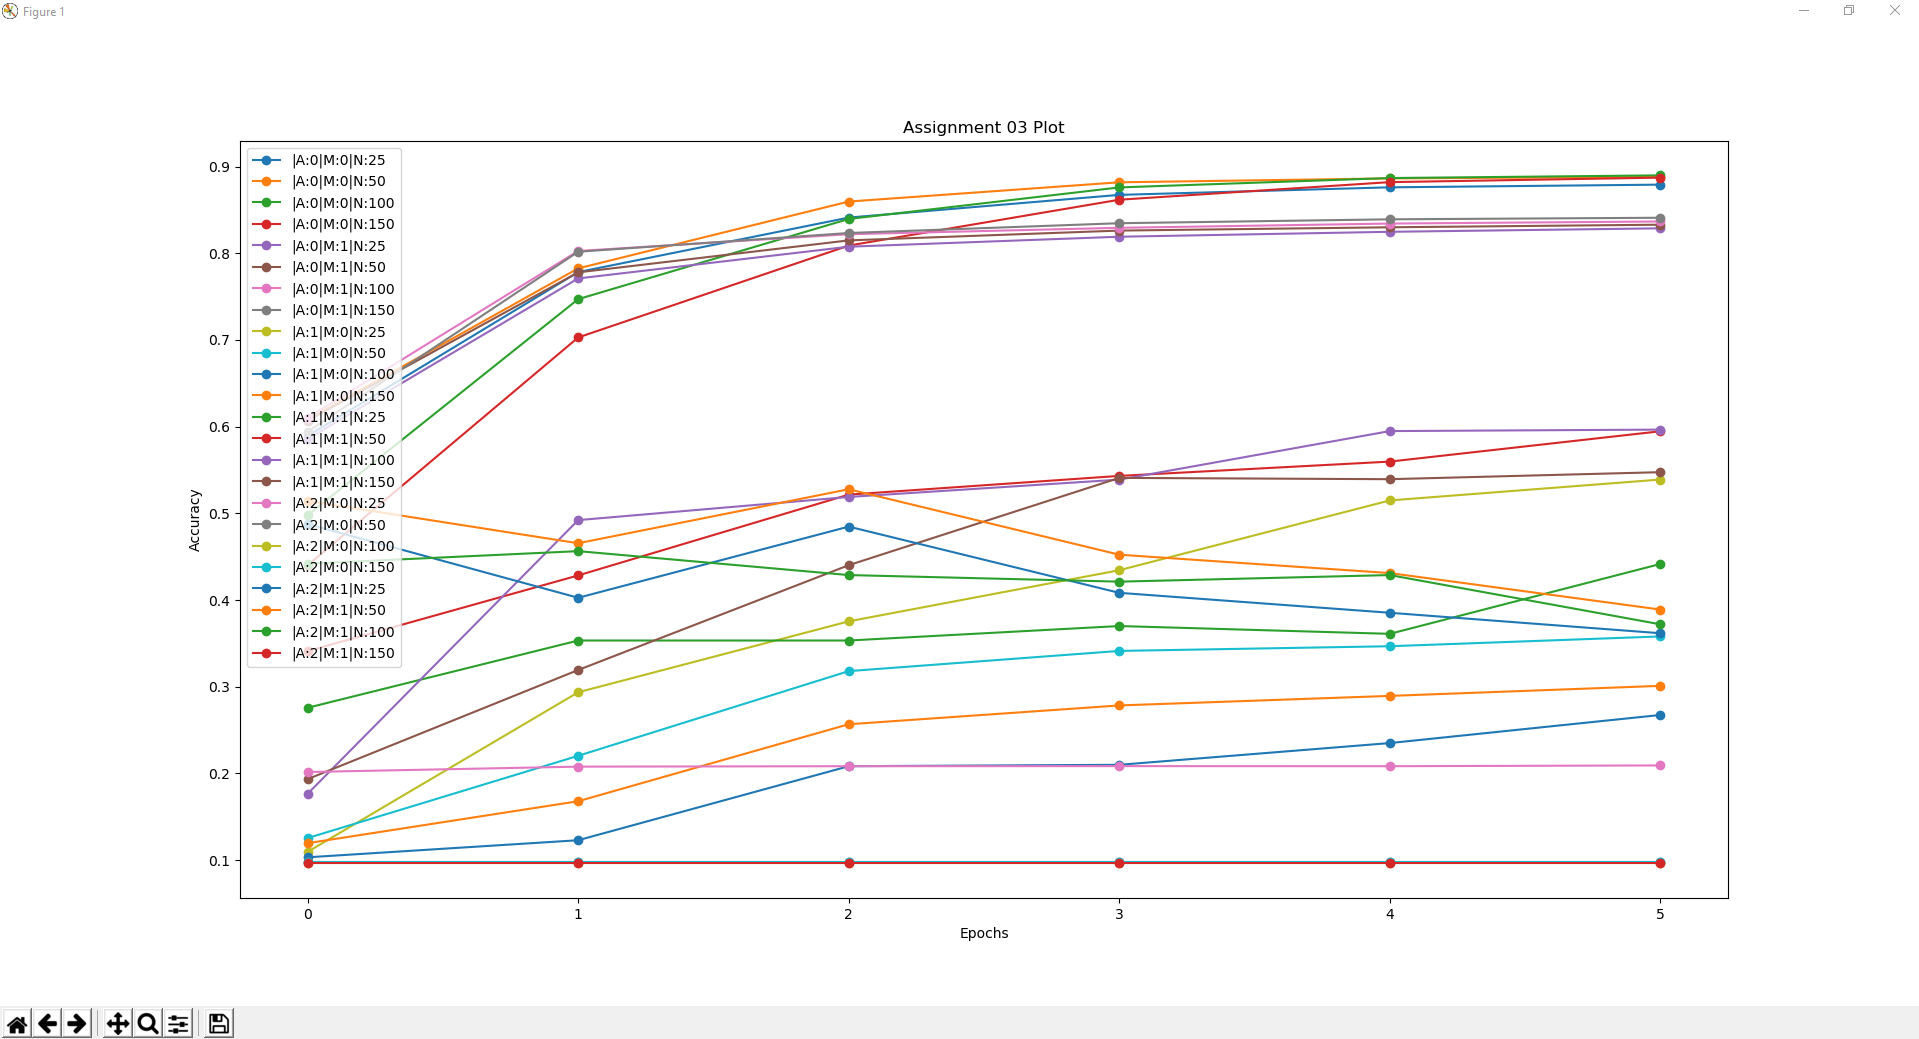 Figure 1
Assignment 03 Plot
|A:0|M:0|N:25
|A:0|M:0|N:50
|A:0|M:0|N:100
|A:0|M:0|N:150
|A:0|M:1|N:25
|A:0|M:1|N:50
|A:0|M:1|N:100
|A:0|M:1|N:150
|A:1|M:0|N:25
|A:1|M:0|N:50
|A:1|M:0|N:100
|A:1|M:0|N:150
|A:1|M:1|N:25
|A:1|M:1|N:50
|A:1|M:1|N:100
|A:1|M:1|N:150
|A:2|M:0|N:25
|A:2|M:0|N:50
|A:2|M:0|N:100
|A:2|M:0|N:150
|A:2|M:1|N:25
|A:2|M:1|N:50
|A:2|M:1|N:100
|A:2|M:1|N:150
0.9
0.8
0.7
0.6
0.5
0.4
0.3
0.2
0.1
Accuracy
0 1 2 3 4 5
Epochs